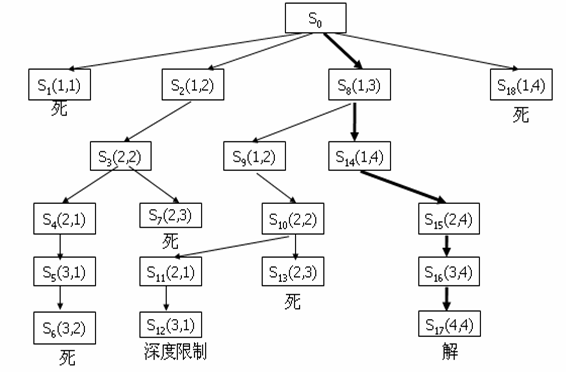 S0
S1(1,1)
S2(1,2)
S8(1,3)
S18(1,4)
死
死
S3(2,2)
S9(1,2)
S14(1,4)
S4(2,1)
S7(2,3)
S10(2,2)
S15(2,4)
死
S5(3,1)
S11(2,1)
S13(2,3)
S16(3,4)
死
S6(3,2)
S12(3,1)
S17(4,4)
死
深度限制
解